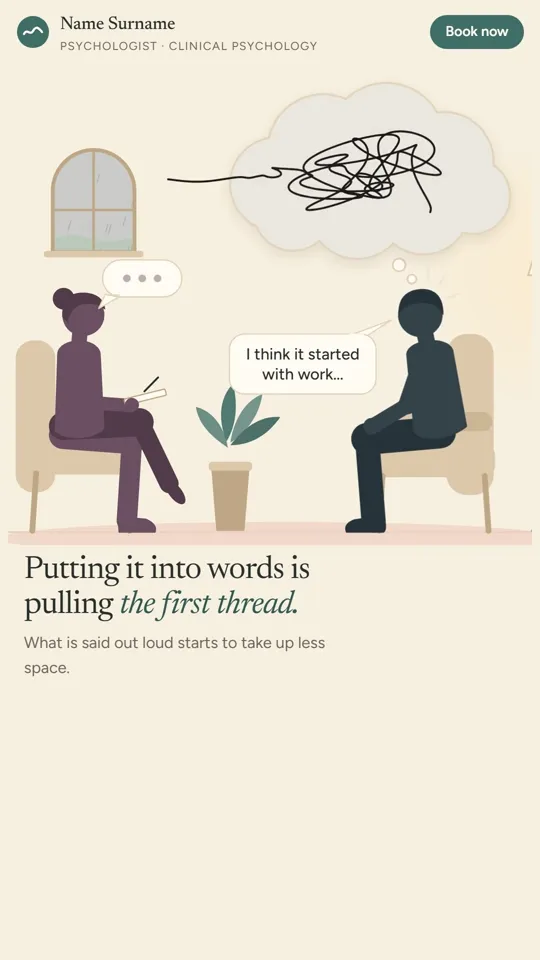 Name Surname
PSYCHOLOGIST · CLINICAL PSYCHOLOGY
Book now
I think it started
with work...
Putting it into words is
pulling the first thread.
What is said out loud starts to take up less
space.